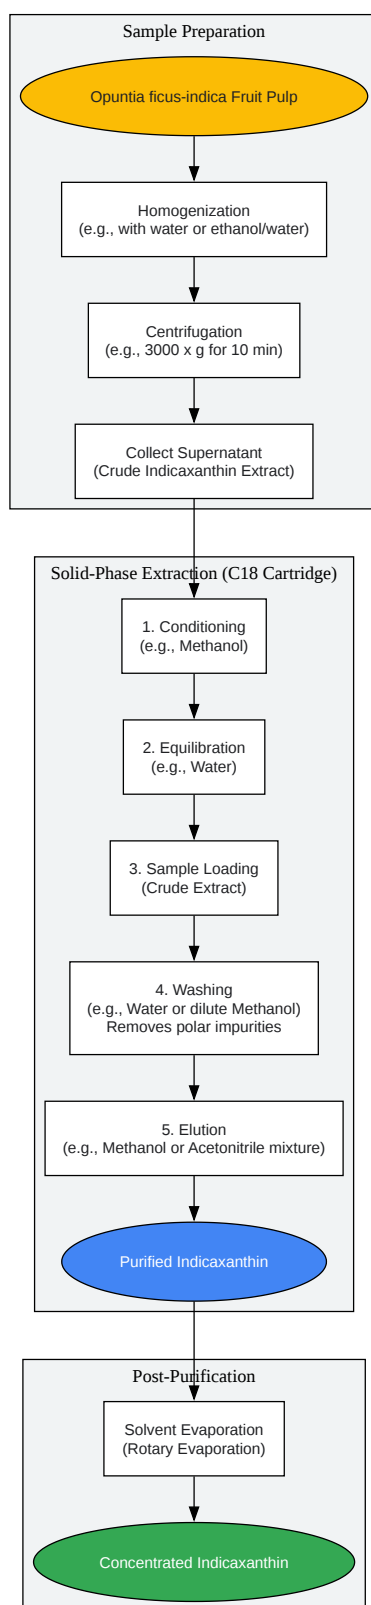 Sample Preparation
Opuntia ficus-indica Fruit Pulp
Homogenization
(e.g., with water or ethanol/water)
Centrifugation
(e.g., 3000 x g for 10 min)
Collect Supernatant
(Crude Indicaxanthin Extract)
Solid-Phase Extraction (C18 Cartridge)
1. Conditioning
(e.g., Methanol)
2. Equilibration
(e.g., Water)
3. Sample Loading
(Crude Extract)
4. Washing
(e.g., Water or dilute Methanol)
Removes polar impurities
5. Elution
(e.g., Methanol or Acetonitrile mixture)
Purified Indicaxanthin
Post-Purification
Solvent Evaporation
(Rotary Evaporation)
Concentrated Indicaxanthin